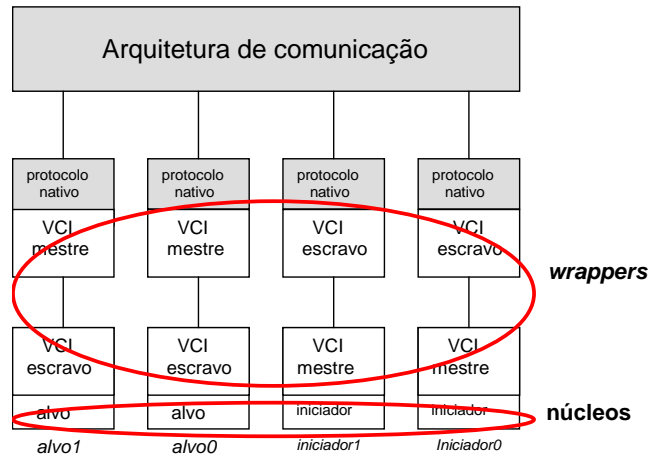 Arquitetura de comunicação
protocolo protocolo protocolo protocolo
nativo nativo nativo nativo
VCI VCI VCI VCI
mestre mestre escravo escravo
wrappers
VCI VCI VCI VCI
escravo escravo mestre mestre
alvo alvo iniciador iniciador
núcleos
alvo1 alvo0 iniciador1 Iniciador0